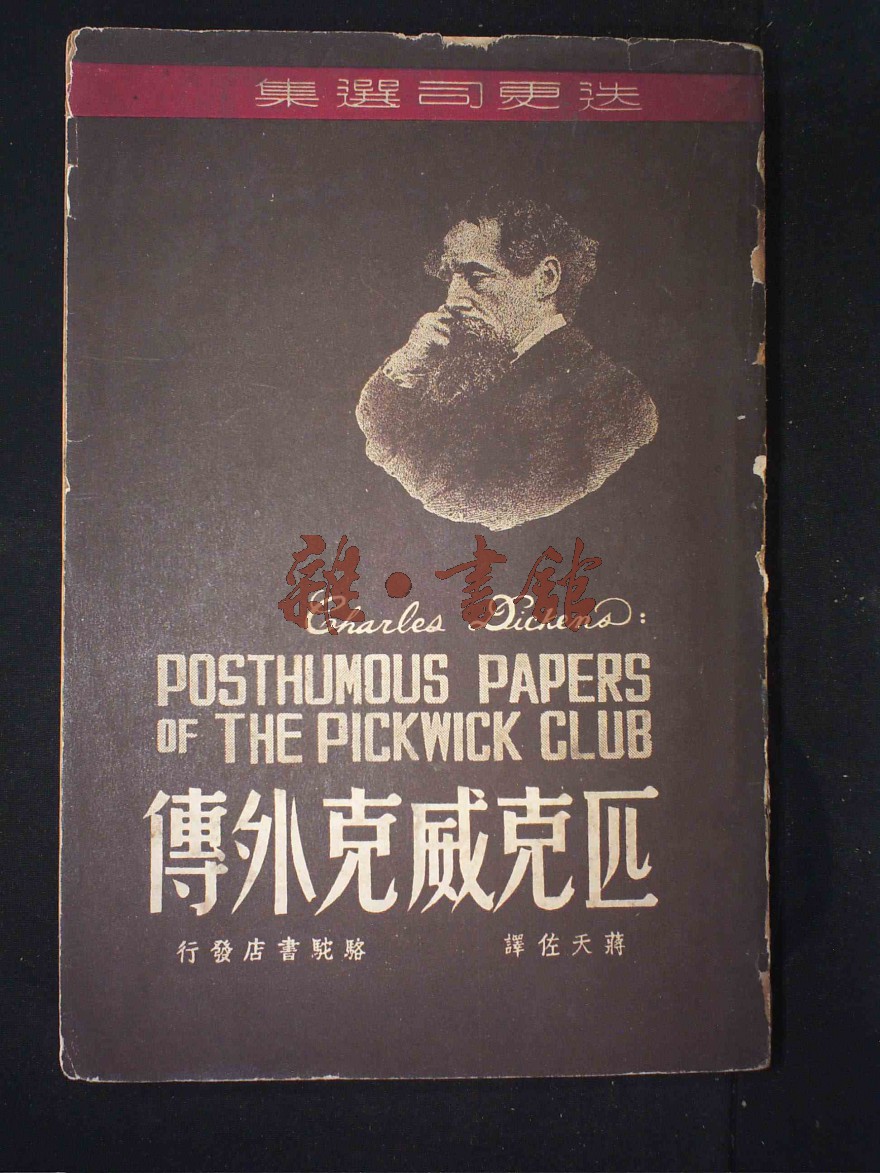 迭更司選集
雜·書館
Charles Dickens:
POSTHUMOUS PAPERS
OF THE PICKWICK CLUB
匹克威克外傳
蔣天佐譯
駱駝書店發行